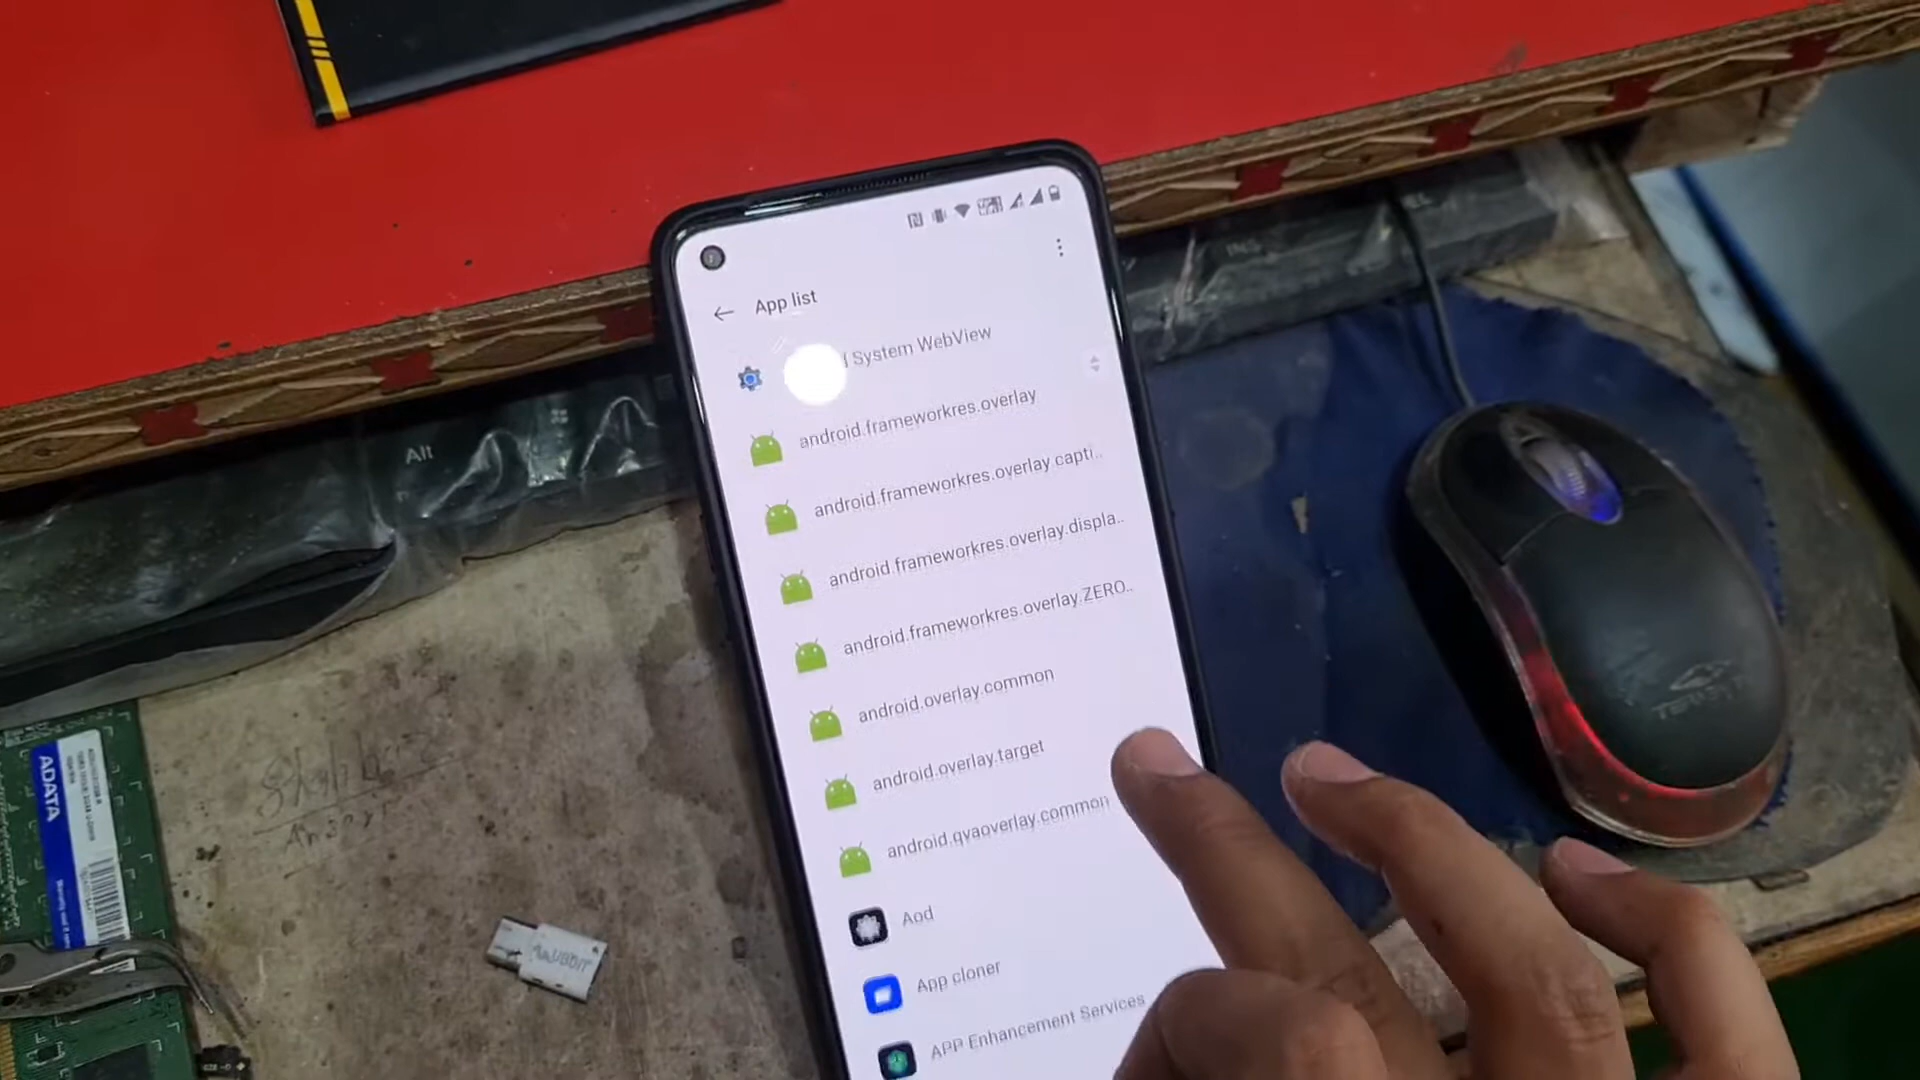 App list
System WebView
android.frameworkres.overlay
android.frameworkres.overlay.capti..
android.frameworkres.overlay.displa..
android.frameworkres.overlay.ZERO..
android.overlay.common
android.overlay.target
android.qvaoverlay.common
Aod
App cloner
APP Enhancement Services
Alt
INS
ADATA